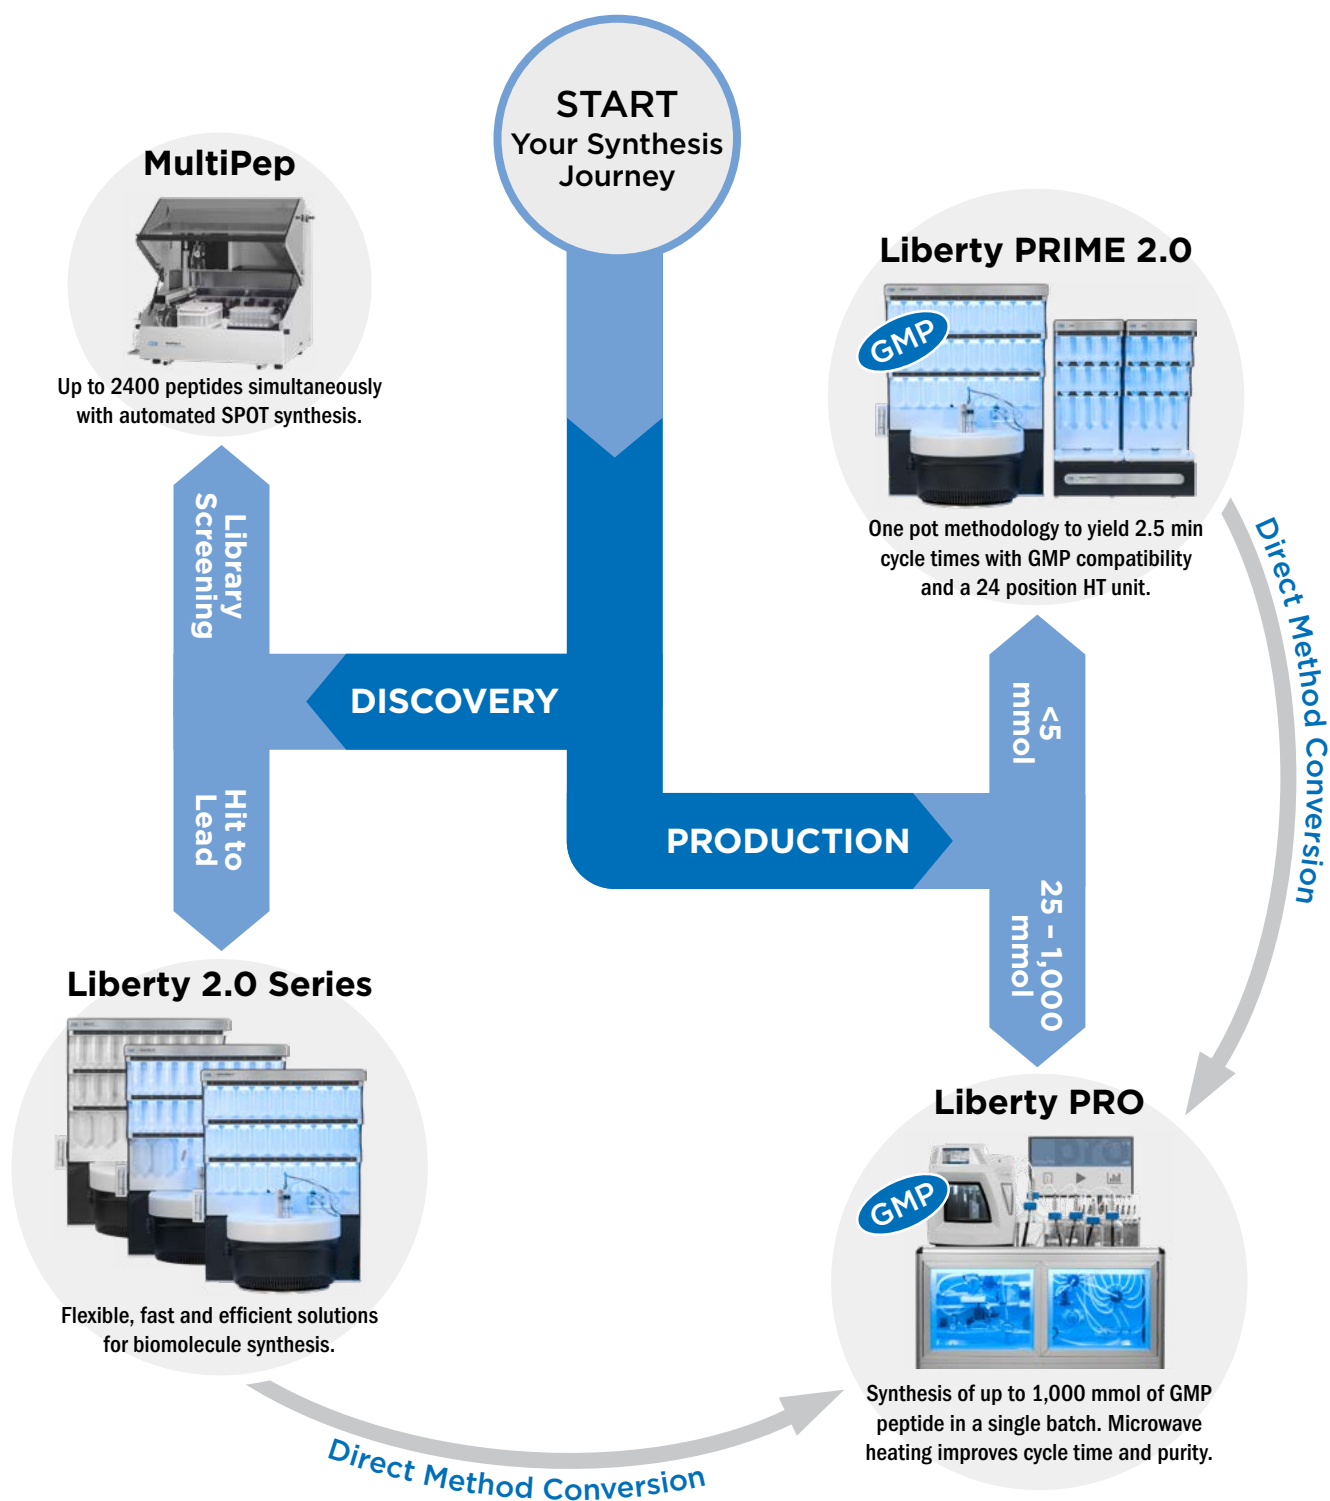 START
Your Synthesis
Journey
MultiPep
Up to 2400 peptides simultaneously
with automated SPOT synthesis.
Liberty PRIME 2.0
GMP
One pot methodology to yield 2.5 min
cycle times with GMP compatibility
and a 24 position HT unit.
Library
Screening
DISCOVERY
Hit to
Lead
<5
mmol
PRODUCTION
25 – 1,000
mmol
Direct Method Conversion
Liberty 2.0 Series
Flexible, fast and efficient solutions
for biomolecule synthesis.
Liberty PRO
pro
GMP
Synthesis of up to 1,000 mmol of GMP
peptide in a single batch. Microwave
heating improves cycle time and purity.
Direct Method Conversion